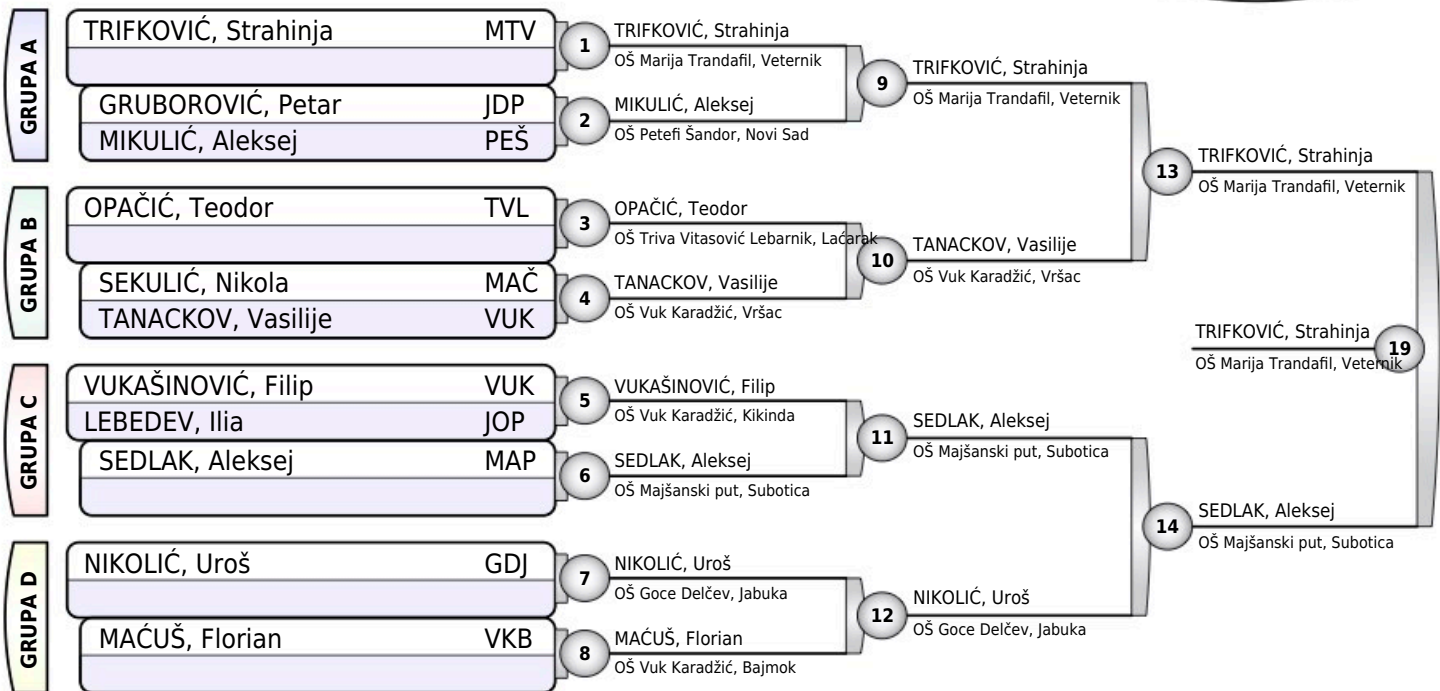 GRUPA A
TRIFKOVIĆ, Strahinja MTV
GRUBOROVIĆ, Petar JDP
MIKULIĆ, Aleksej PEŠ
GRUPA B
OPAČIĆ, Teodor TVL
SEKULIĆ, Nikola MAČ
TANACKOV, Vasilije VUK
GRUPA C
VUKAŠINOVIĆ, Filip VUK
LEBEDEV, Ilia JOP
SEDLAK, Aleksej MAP
GRUPA D
NIKOLIĆ, Uroš GDJ
MAĆUŠ, Florian VKB
1
TRIFKOVIĆ, Strahinja
OŠ Marija Trandafil, Veternik
2
MIKULIĆ, Aleksej
OŠ Petefi Šandor, Novi Sad
3
OPAČIĆ, Teodor
OŠ Triva Vitasović Lebarnik, Laćarak
4
TANACKOV, Vasilije
OŠ Vuk Karadžić, Vršac
5
VUKAŠINOVIĆ, Filip
OŠ Vuk Karadžić, Kikinda
6
SEDLAK, Aleksej
OŠ Majšanski put, Subotica
7
NIKOLIĆ, Uroš
OŠ Goce Delčev, Jabuka
8
MAĆUŠ, Florian
OŠ Vuk Karadžić, Bajmok
9
TRIFKOVIĆ, Strahinja
OŠ Marija Trandafil, Veternik
10
TANACKOV, Vasilije
OŠ Vuk Karadžić, Vršac
11
SEDLAK, Aleksej
OŠ Majšanski put, Subotica
12
NIKOLIĆ, Uroš
OŠ Goce Delčev, Jabuka
13
TRIFKOVIĆ, Strahinja
OŠ Marija Trandafil, Veternik
14
SEDLAK, Aleksej
OŠ Majšanski put, Subotica
TRIFKOVIĆ, Strahinja
OŠ Marija Trandafil, Veternik
19